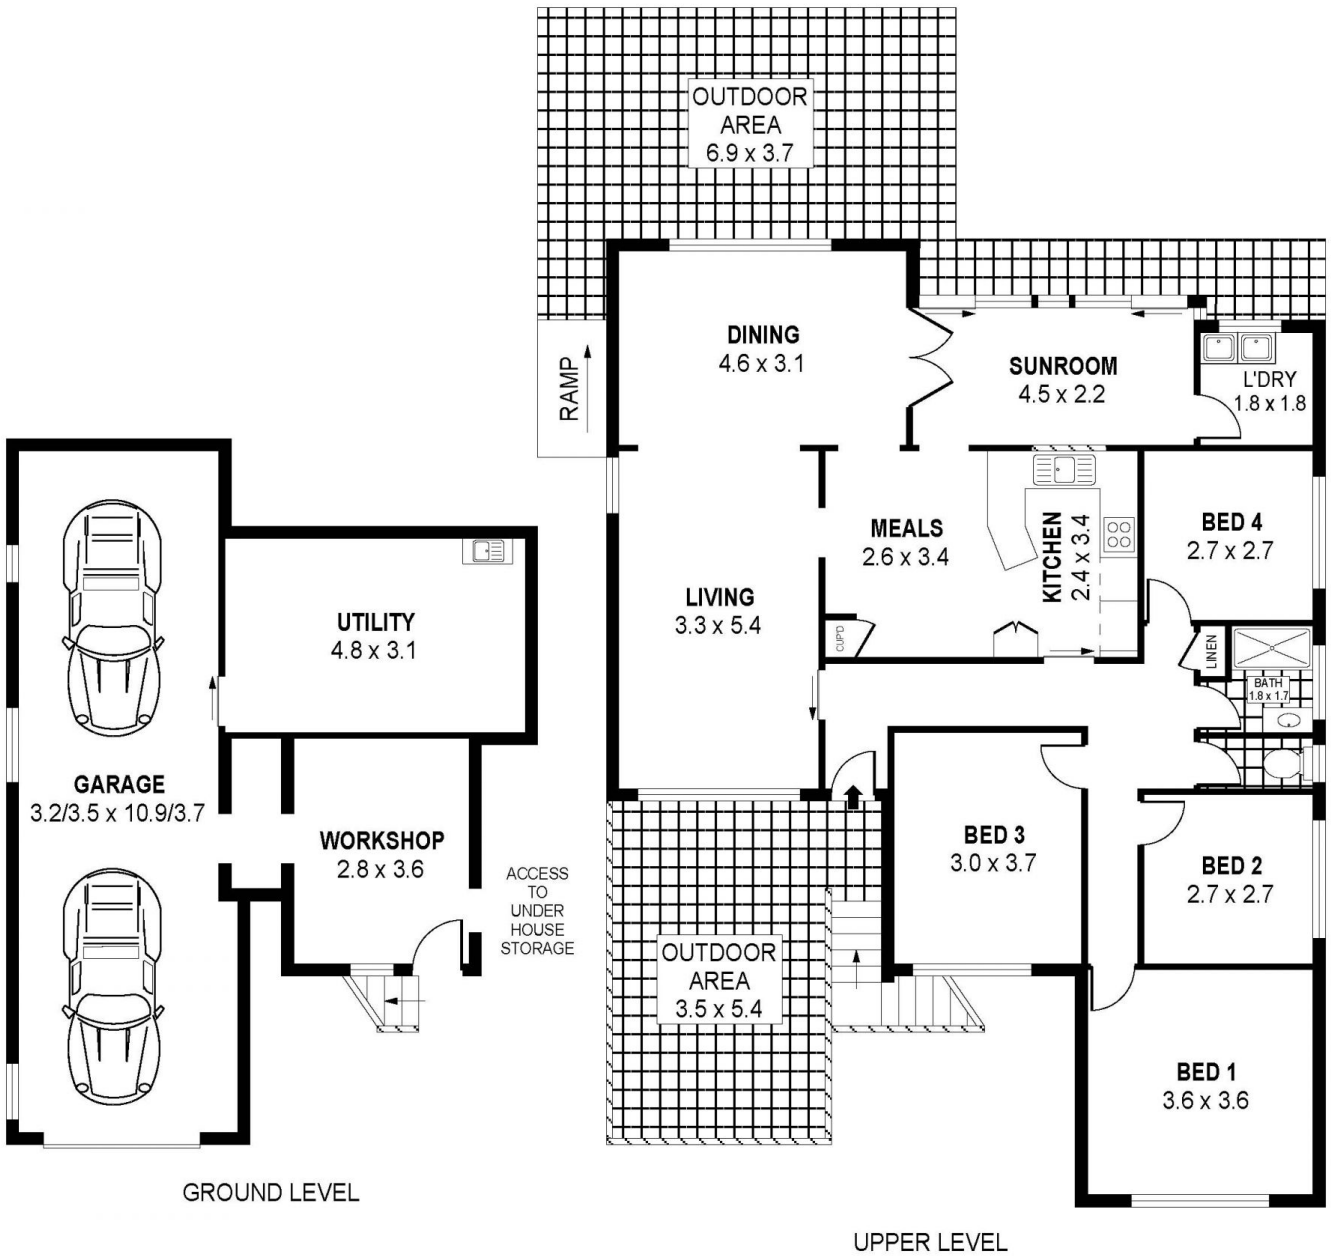 OUTDOOR
AREA
6.9 x 3.7
DINING
4.6 x 3.1
RAMP
SUNROOM
4.5 x 2.2
L'DRY
1.8 x 1.8
MEALS
2.6 x 3.4
KITCHEN
2.4 x 3.4
BED 4
2.7 x 2.7
LIVING
3.3 x 5.4
CUP'D
LINEN
BATH
1.8 x 1.7
BED 3
3.0 x 3.7
BED 2
2.7 x 2.7
OUTDOOR
AREA
3.5 x 5.4
BED 1
3.6 x 3.6
UPPER LEVEL
UTILITY
4.8 x 3.1
GARAGE
3.2/3.5 x 10.9/3.7
WORKSHOP
2.8 x 3.6
ACCESS
TO
UNDER
HOUSE
STORAGE
GROUND LEVEL